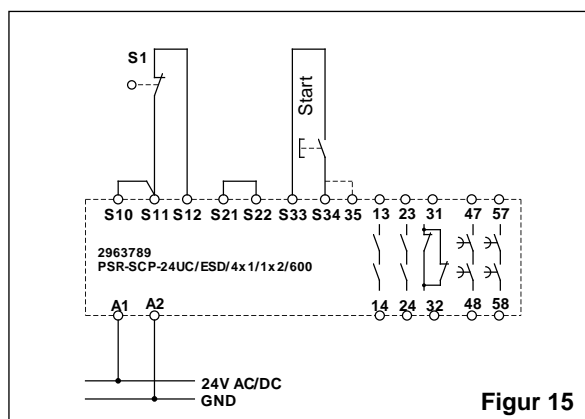 S1
Start
S10 S11 S12 S21 S22 S33 S34 35 13 23 31 47 57
2963789
PSR-SCP-24UC/ESD/4x1/1x2/600
A1 A2 14 24 32 48 58
24V AC/DC
GND
Figur 15